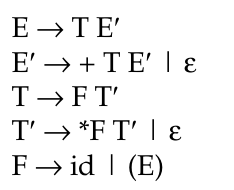 E → T E′
E′ → + T E′ | ε
T → F T′
T′ → *F T′ | ε
F → id | (E)